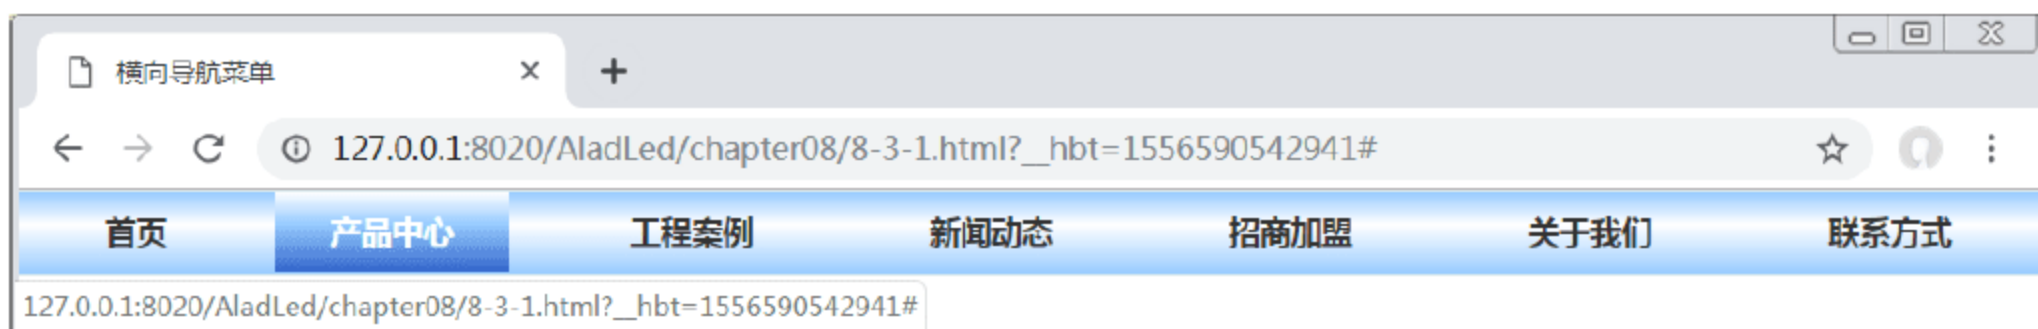 横向导航菜单
127.0.0.1:8020/AladLed/chapter08/8-3-1.html?__hbt=1556590542941#
首页 产品中心 工程案例 新闻动态 招商加盟 关于我们 联系方式
127.0.0.1:8020/AladLed/chapter08/8-3-1.html?__hbt=1556590542941#